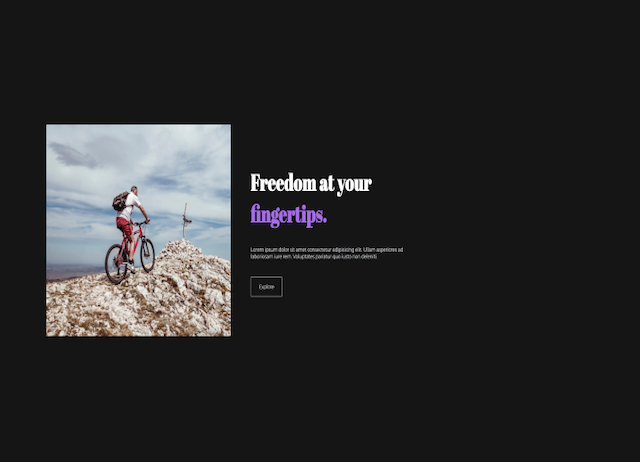 Freedom at your
fingertips.
Lorem ipsum dolor sit amet consectetur adipisicing elit. Ullam asperiores ad
laboriosam iure rem. Voluptates pariatur quo iusto non deleniti.
Explore